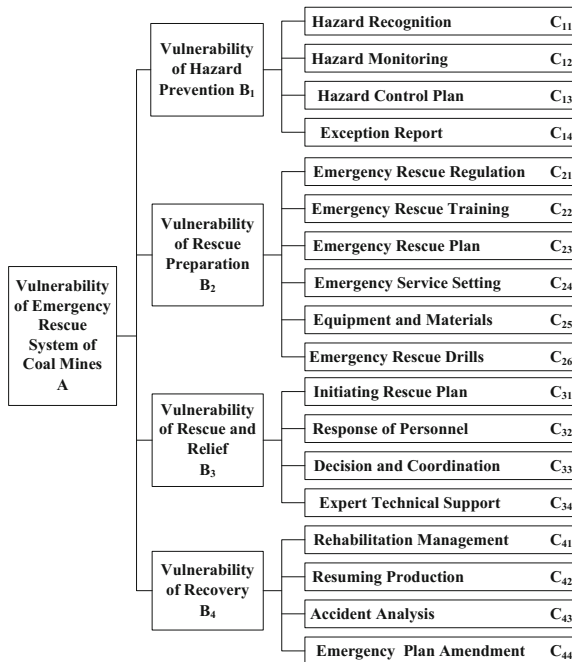 Vulnerability
of Emergency
Rescue
System of
Coal Mines
A
Vulnerability
of Hazard
Prevention B₁
Hazard Recognition C₁₁
Hazard Monitoring C₁₂
Hazard Control Plan C₁₃
Exception Report C₁₄
Vulnerability
of Rescue
Preparation
B₂
Emergency Rescue Regulation C₂₁
Emergency Rescue Training C₂₂
Emergency Rescue Plan C₂₃
Emergency Service Setting C₂₄
Equipment and Materials C₂₅
Emergency Rescue Drills C₂₆
Vulnerability
of Rescue and
Relief
B₃
Initiating Rescue Plan C₃₁
Response of Personnel C₃₂
Decision and Coordination C₃₃
Expert Technical Support C₃₄
Vulnerability
of Recovery
B₄
Rehabilitation Management C₄₁
Resuming Production C₄₂
Accident Analysis C₄₃
Emergency Plan Amendment C₄₄